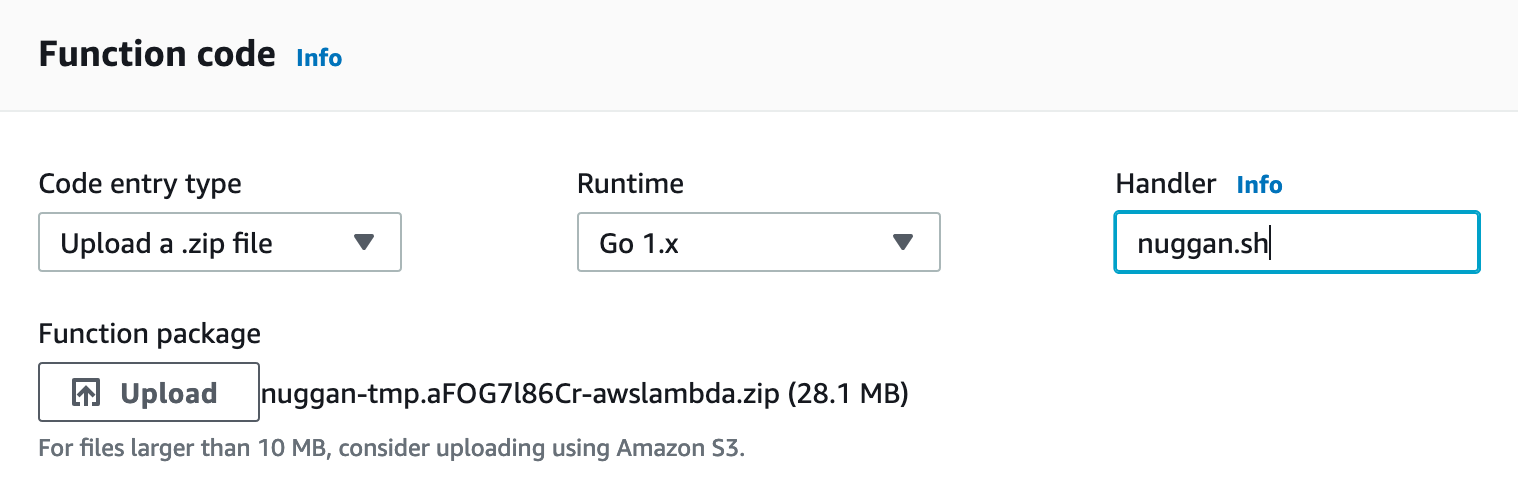 Function code Info
Code entry type
Runtime
Handler Info
Upload a .zip file
Go 1.x
nuggan.sh
Function package
Upload nuggan-tmp.aFOG7l86Cr-awslambda.zip (28.1 MB)
For files larger than 10 MB, consider uploading using Amazon S3.